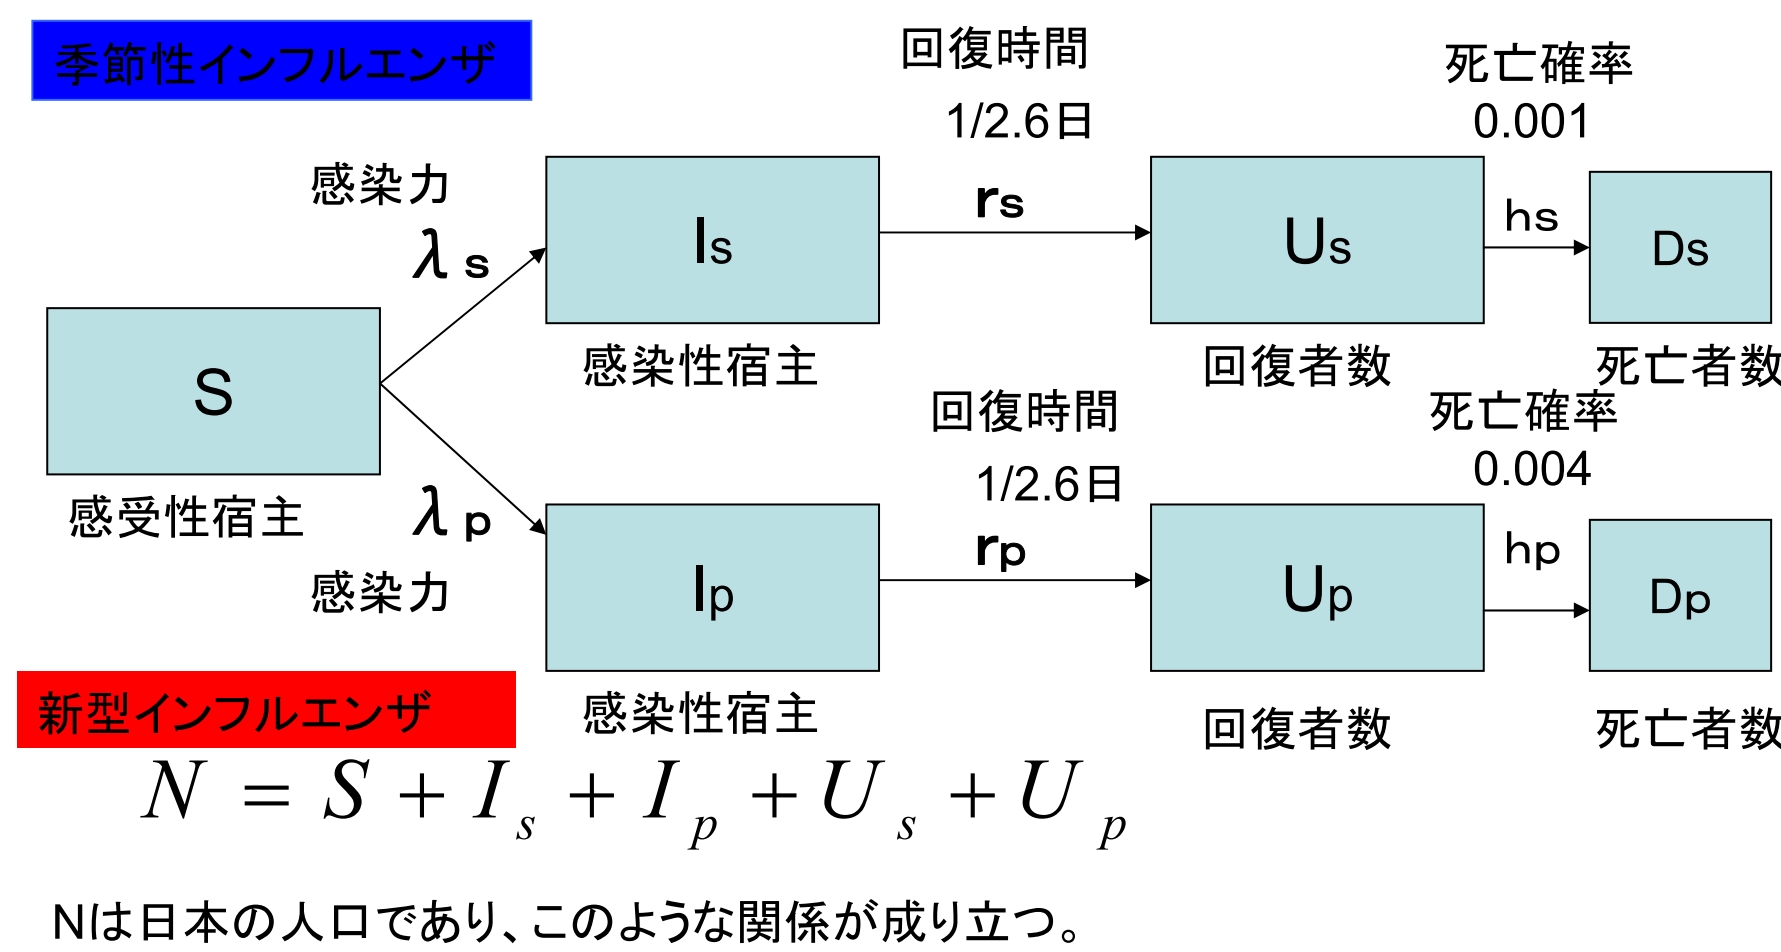 季節性インフルエンザ
回復時間
1/2.6日
死亡確率
0.001
感染力
λs
Is
rs
Us
hs
Ds
感染性宿主
回復者数
死亡者数
S
感受性宿主
回復時間
1/2.6日
死亡確率
0.004
λp
感染力
Ip
rp
Up
hp
Dp
感染性宿主
回復者数
死亡者数
新型インフルエンザ
N = S + I_s + I_p + U_s + U_p
Nは日本の人口であり、このような関係が成り立つ。